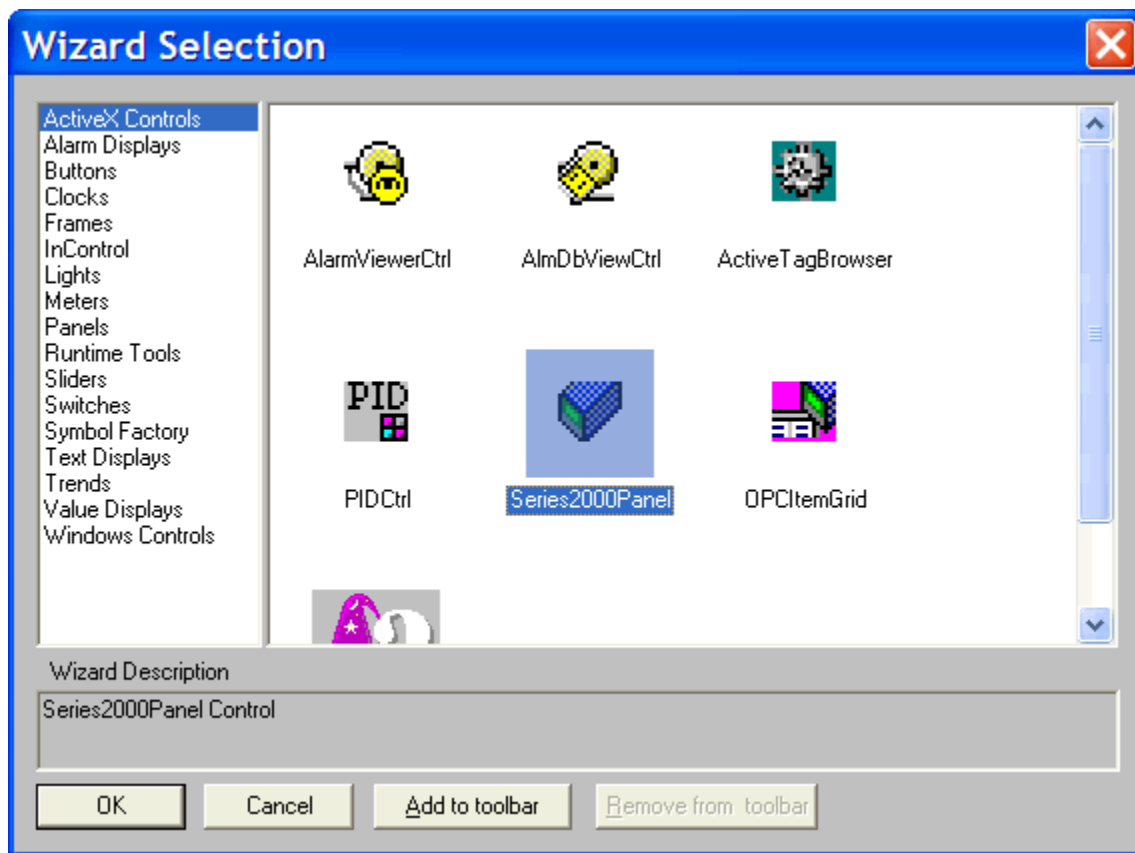 Wizard Selection
ActiveX Controls
Alarm Displays
Buttons
Clocks
Frames
InControl
Lights
Meters
Panels
Runtime Tools
Sliders
Switches
Symbol Factory
Text Displays
Trends
Value Displays
Windows Controls
AlarmViewerCtrl AlmDbViewCtrl ActiveTagBrowser
PID
PIDCtrl Series2000Panel OPCItemGrid
Wizard Description
Series2000Panel Control
OK Cancel Add to toolbar Remove from toolbar